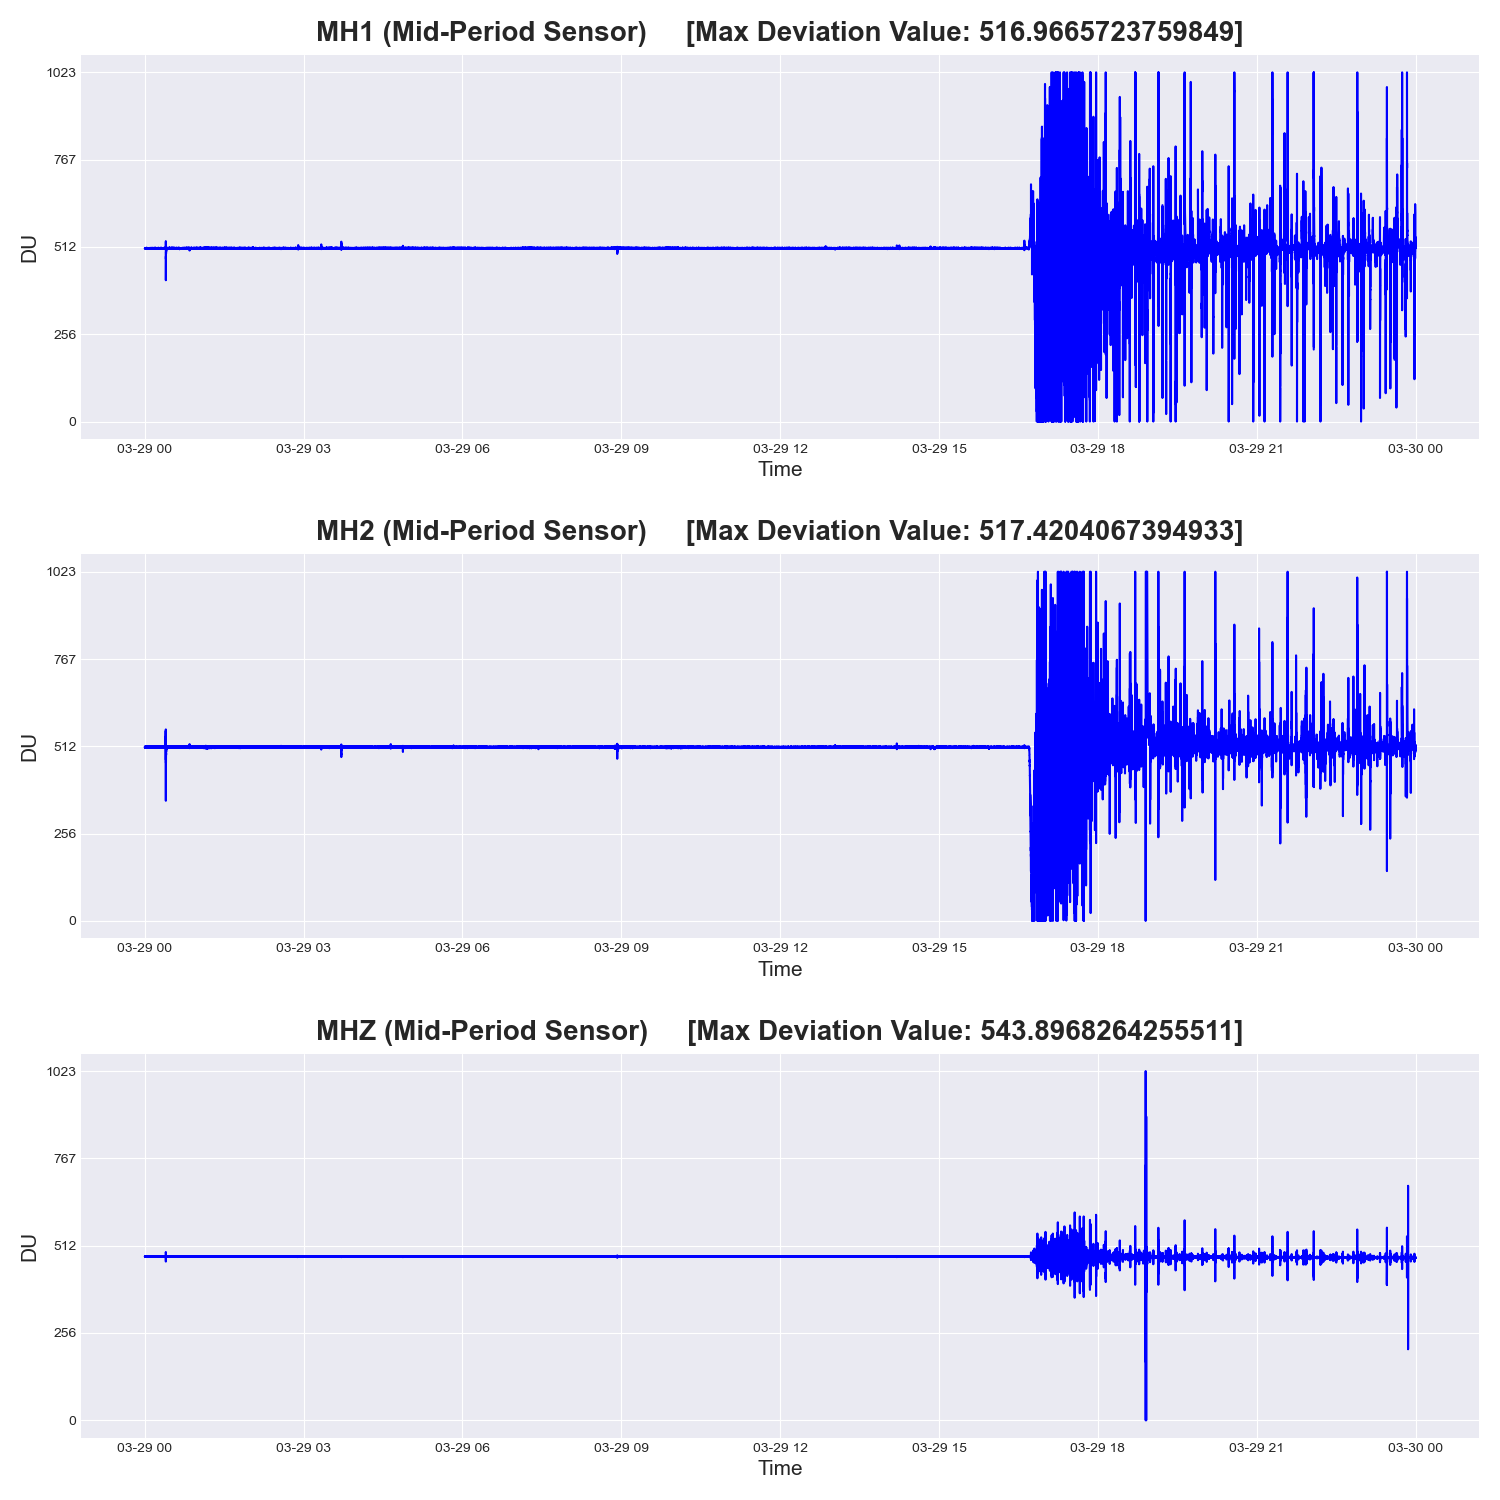 MH1 (Mid-Period Sensor) [Max Deviation Value: 516.9665723759849]
1023
767
512
256
0
DU
03-29 00 03-29 03 03-29 06 03-29 09 03-29 12 03-29 15 03-29 18 03-29 21 03-30 00
Time
MH2 (Mid-Period Sensor) [Max Deviation Value: 517.4204067394933]
1023
767
512
256
0
DU
03-29 00 03-29 03 03-29 06 03-29 09 03-29 12 03-29 15 03-29 18 03-29 21 03-30 00
Time
MHZ (Mid-Period Sensor) [Max Deviation Value: 543.8968264255511]
1023
767
512
256
0
DU
03-29 00 03-29 03 03-29 06 03-29 09 03-29 12 03-29 15 03-29 18 03-29 21 03-30 00
Time